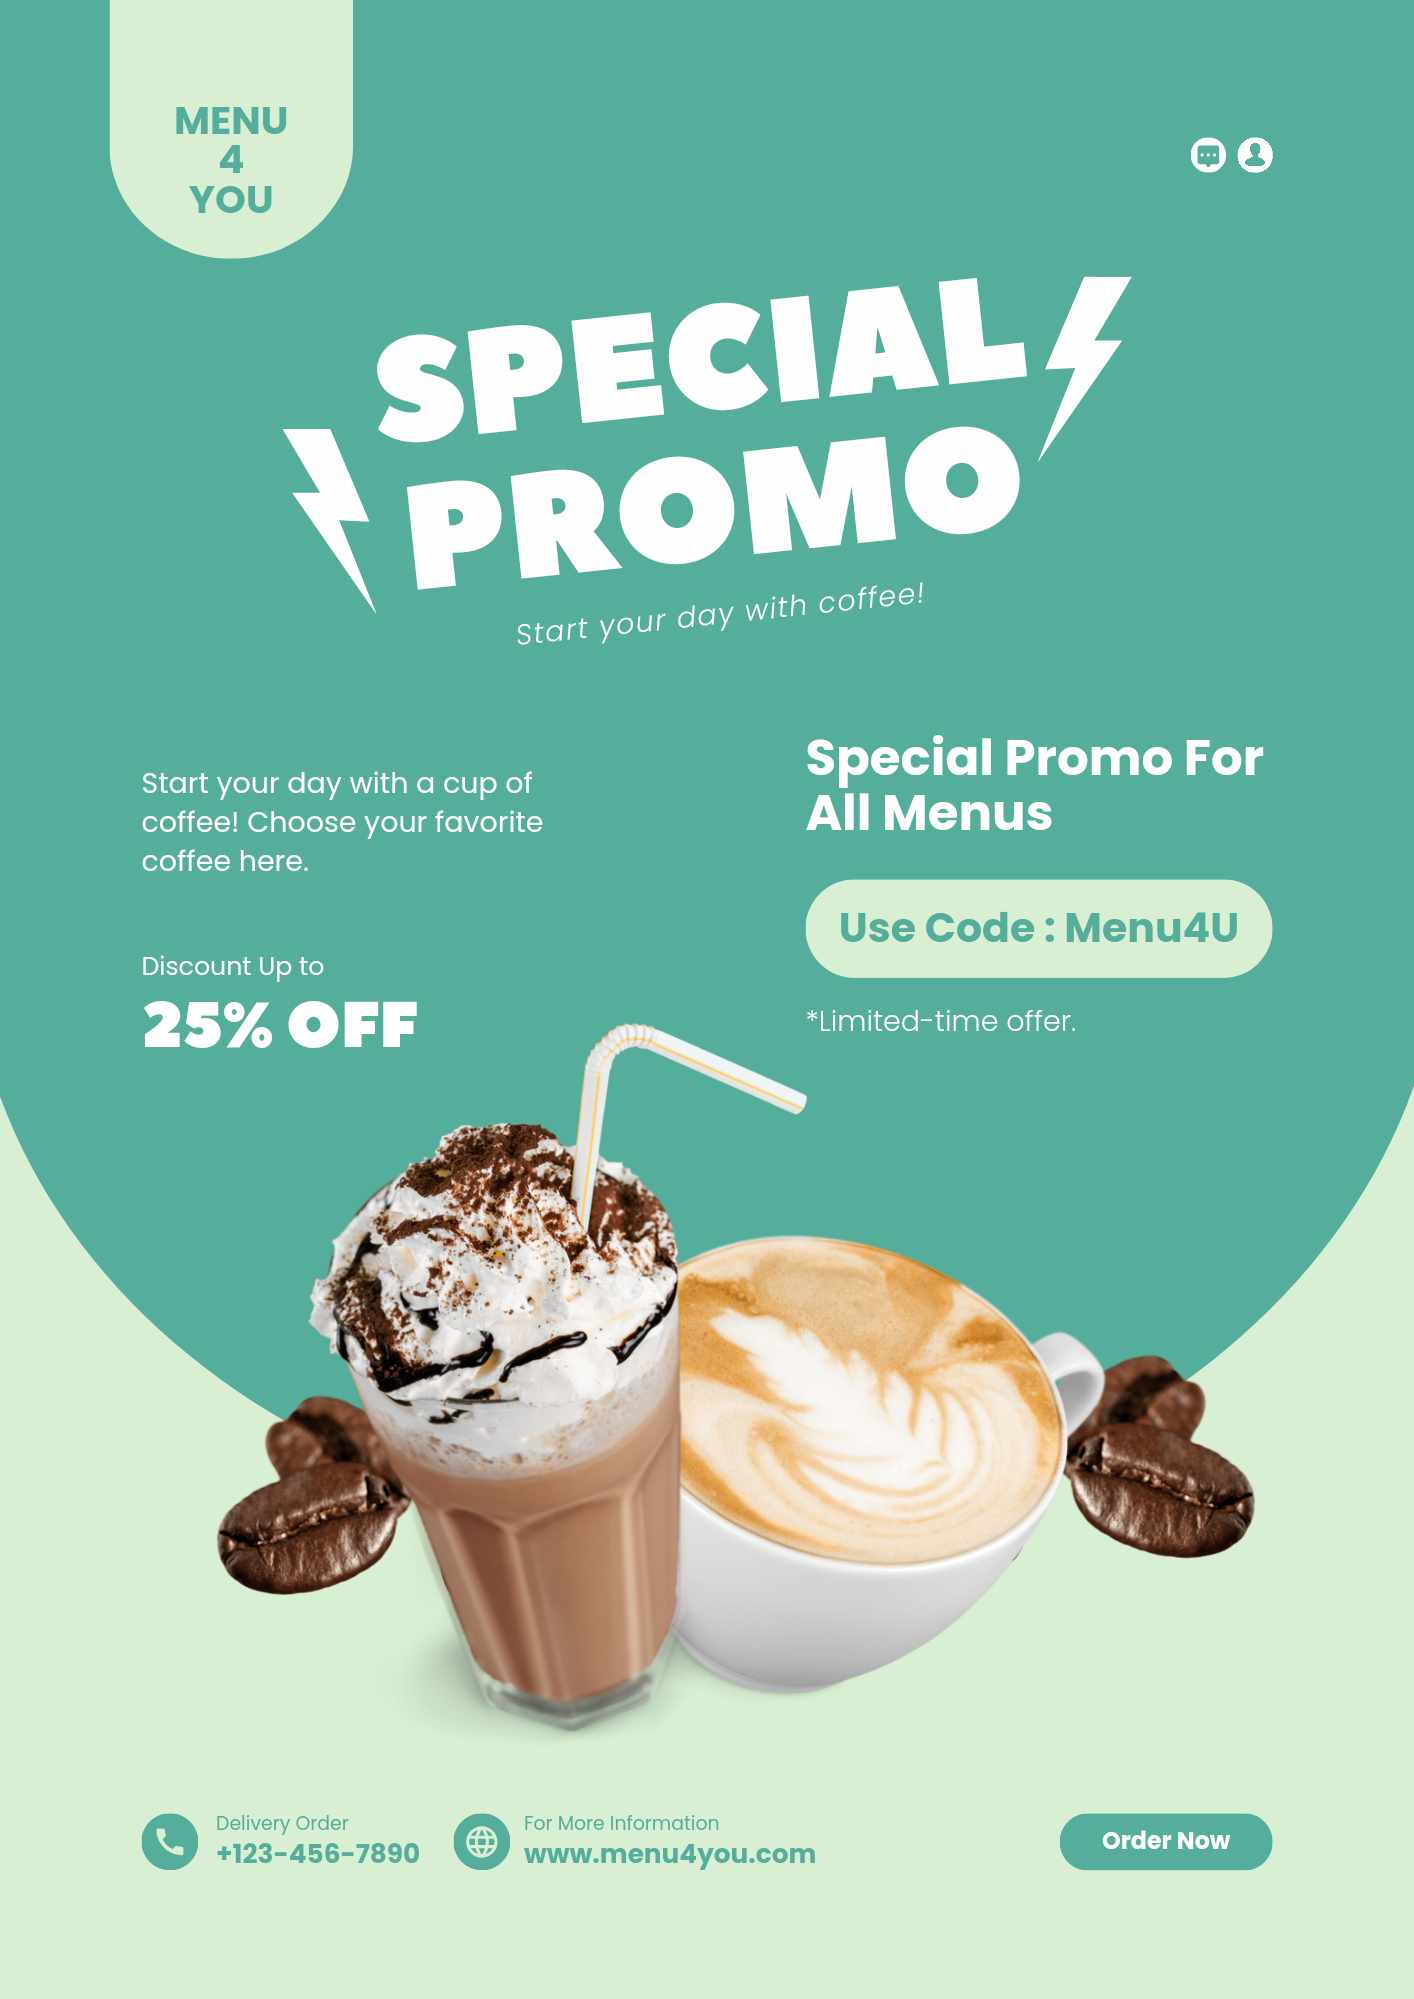 MENU
4
YOU
SPECIAL
PROMO
Start your day with coffee!
Start your day with a cup of
coffee! Choose your favorite
coffee here.
Discount Up to
25% OFF
Special Promo For
All Menus
Use Code : Menu4U
*Limited-time offer.
Delivery Order
+123-456-7890
For More Information
www.menu4you.com
Order Now